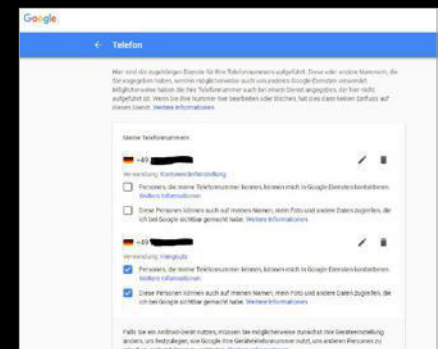 Google
← Telefon
Hier sind die zugehörigen Dienste für Ihre Telefonnummern aufgeführt. Diese oder andere Nummern, die
Sie angegeben haben, werden möglicherweise auch von anderen Google-Diensten verwendet.
Möglicherweise haben Sie Ihre Telefonnummer auch bei einem Dienst angegeben, der hier nicht
aufgeführt ist. Wenn Sie Ihre Nummer hier bearbeiten oder löschen, hat dies dann keinen Einfluss auf
diesen Dienst. Weitere Informationen
Meine Telefonnummern
+49
Verwendung: Kontowiederherstellung
Personen, die meine Telefonnummer kennen, können mich in Google-Diensten kontaktieren.
Weitere Informationen
Diese Personen können auch auf meinen Namen, mein Foto und andere Daten zugreifen, die
ich bei Google sichtbar gemacht habe. Weitere Informationen
+49
Verwendung: Hangouts
Personen, die meine Telefonnummer kennen, können mich in Google-Diensten kontaktieren.
Weitere Informationen
Diese Personen können auch auf meinen Namen, mein Foto und andere Daten zugreifen, die
ich bei Google sichtbar gemacht habe. Weitere Informationen
Falls Sie ein Android-Gerät nutzen, müssen Sie möglicherweise zunächst Ihre Geräteeinstellung
ändern, um festzulegen, wie Google Ihre Gerätetelefonnummer nutzt, um anderen Personen zu